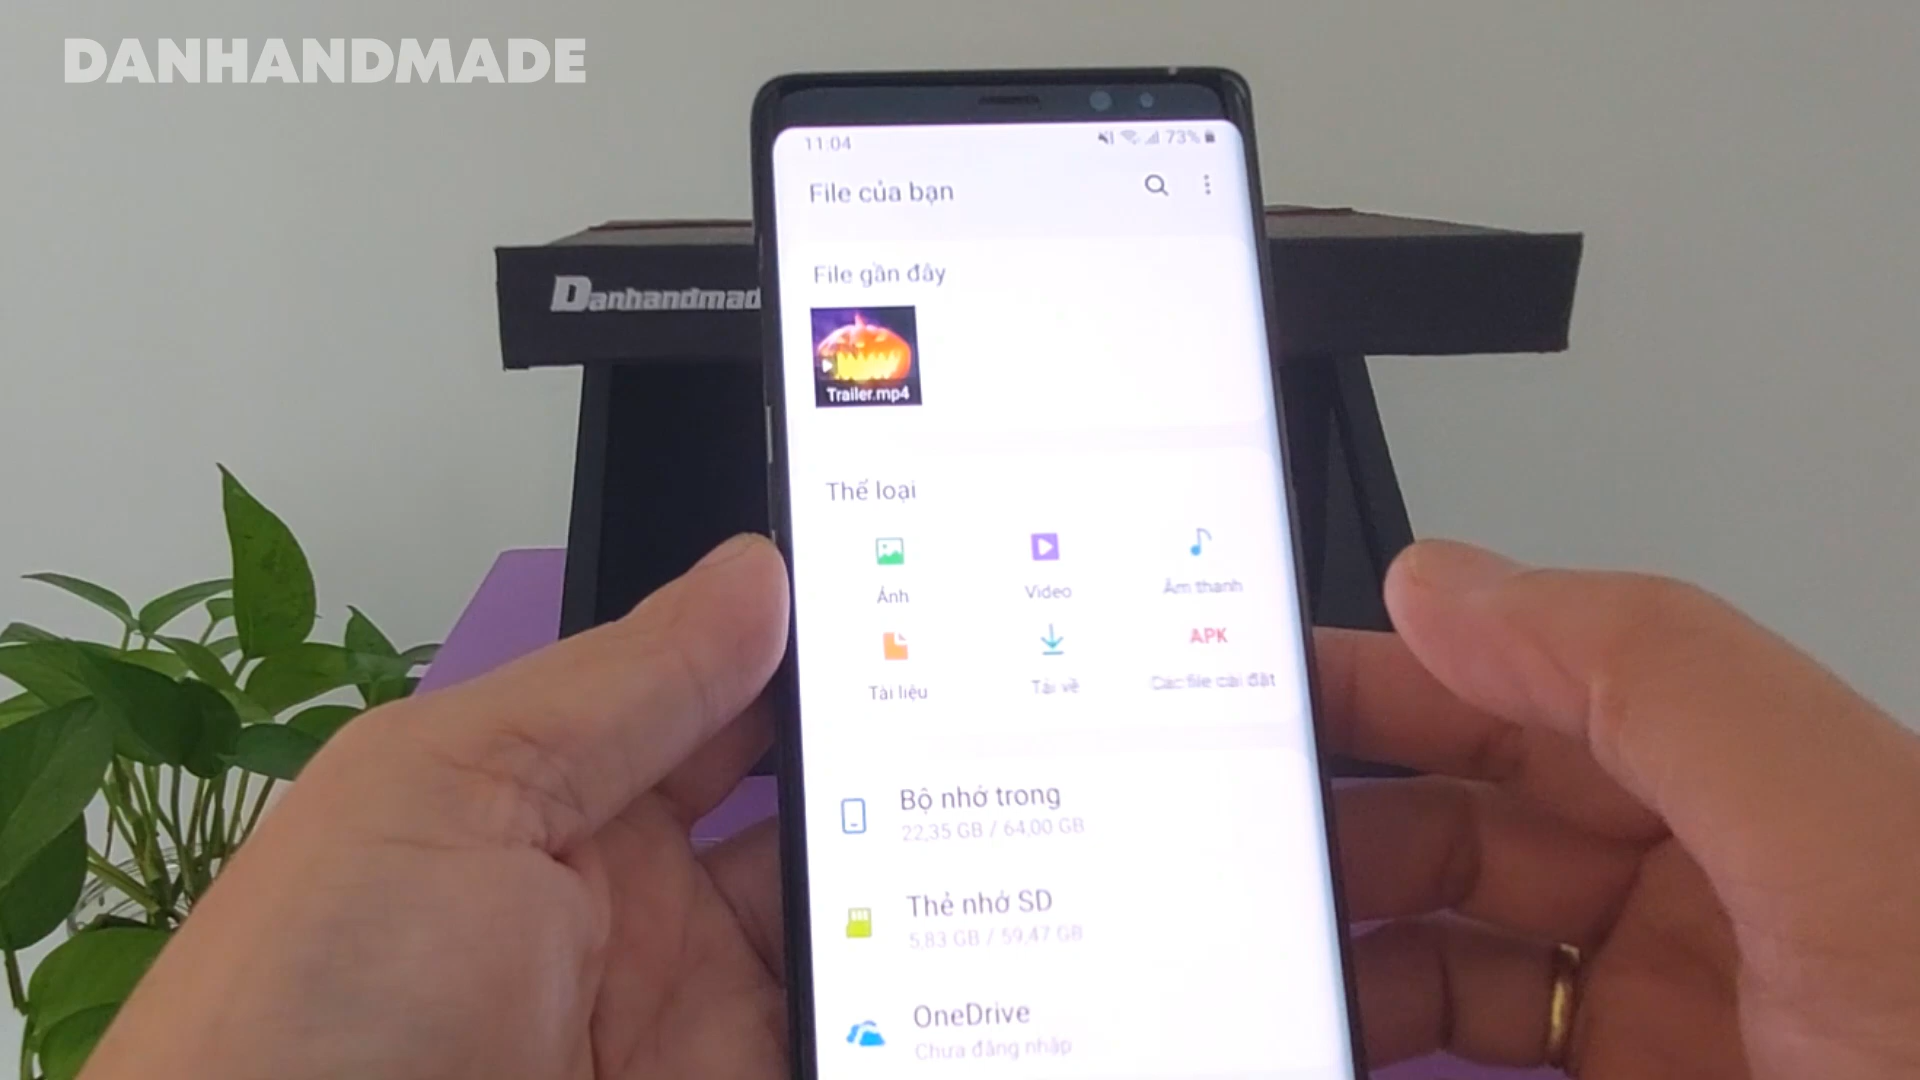 DANHANDMADE
11:04
73%
File của bạn
Danhandmad
File gần đây
Trailer.mp4
Thể loại
Ảnh
Video
Âm thanh
APK
Tài liệu
Tải về
Các file cài đặt
Bộ nhớ trong
22,35 GB / 64,00 GB
Thẻ nhớ SD
5,83 GB / 59,47 GB
OneDrive
Chưa đăng nhập